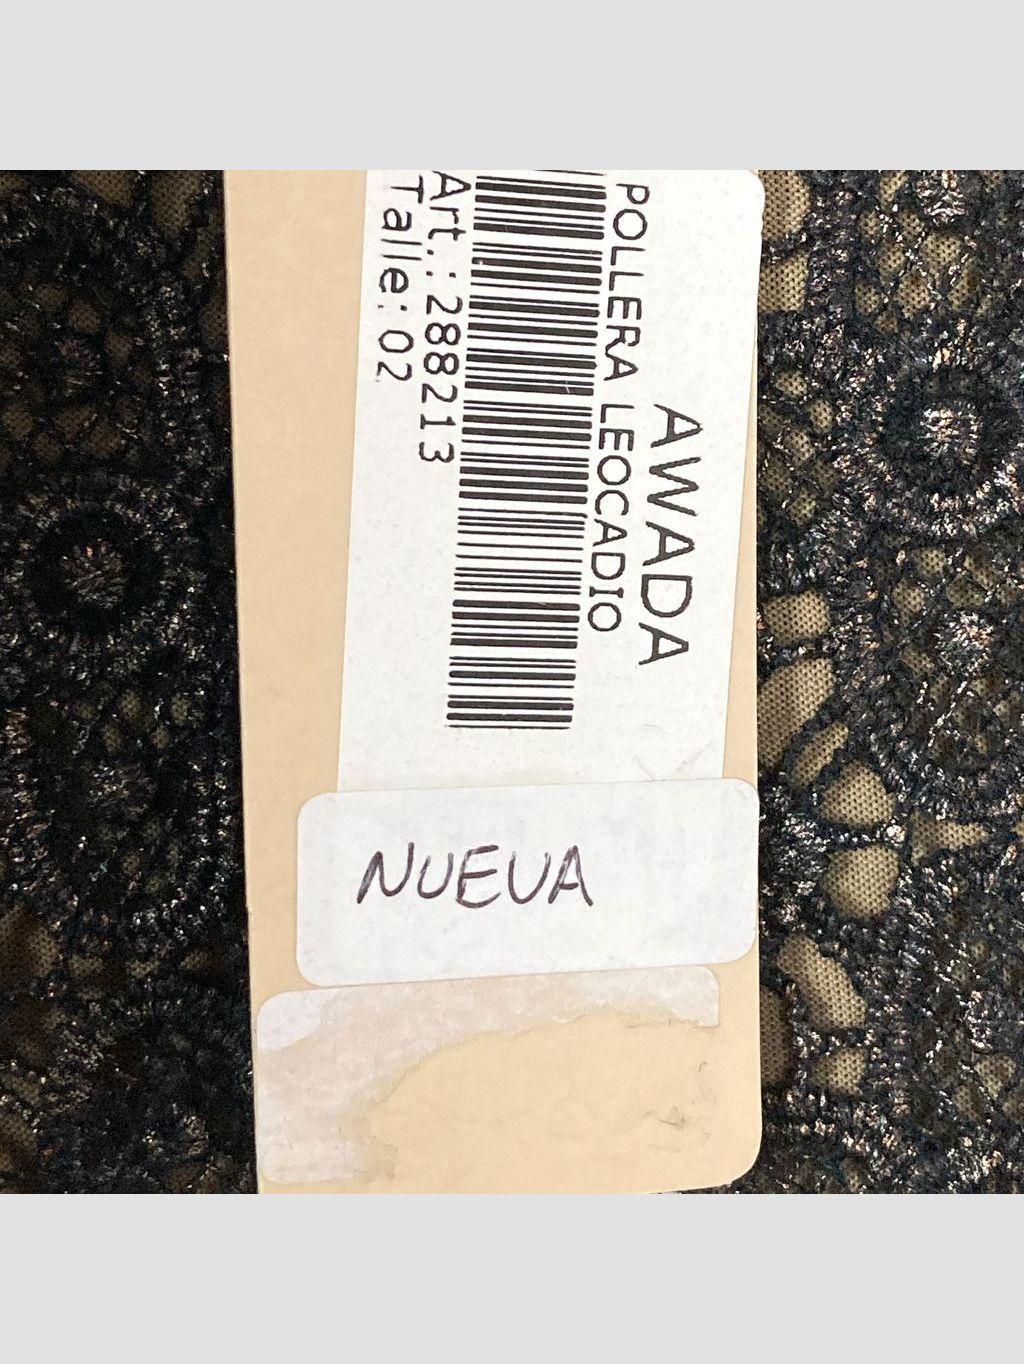 AWADA
POLLERA LEOCADIO
Art.: 288213
Talle: 02
NUEVA